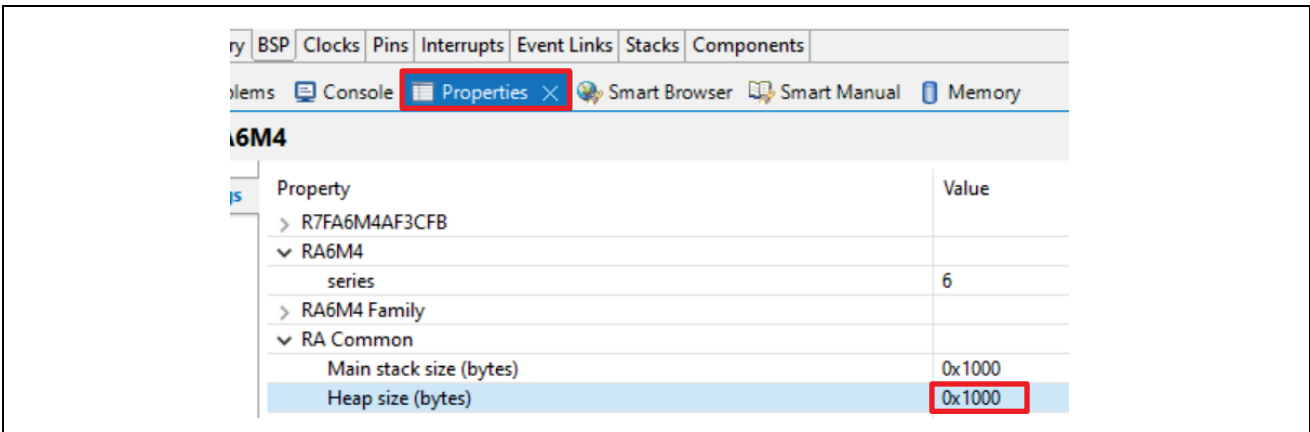 ry BSP Clocks Pins Interrupts Event Links Stacks Components
blems Console Properties Smart Browser Smart Manual Memory
A6M4
gs Property Value
R7FA6M4AF3CFB
RA6M4
series 6
RA6M4 Family
RA Common
Main stack size (bytes) 0x1000
Heap size (bytes) 0x1000